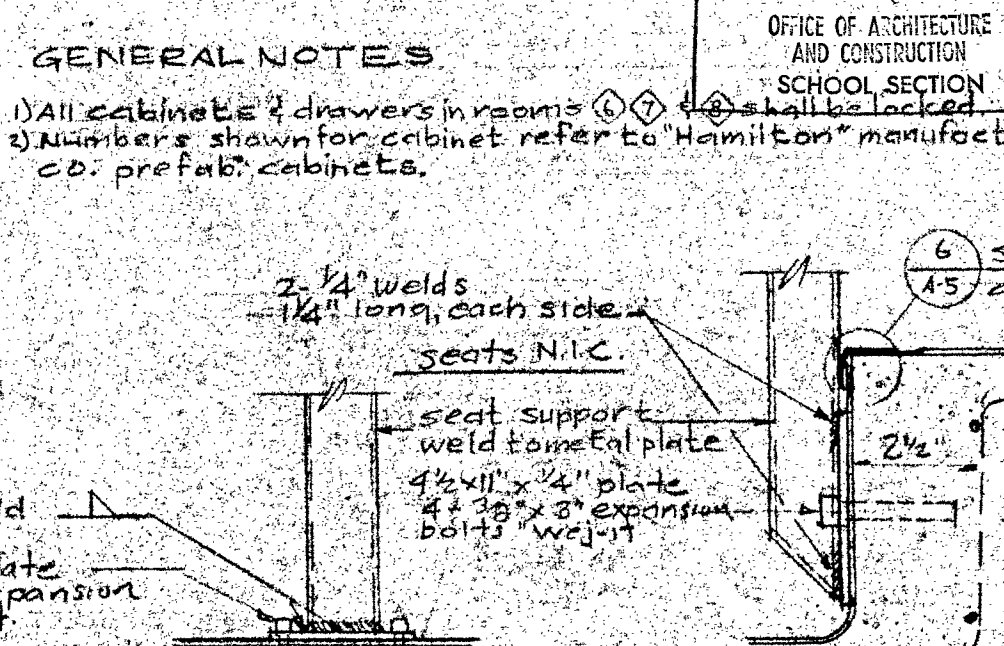 OFFICE OF ARCHITECTURE
AND CONSTRUCTION
SCHOOL SECTION
GENERAL NOTES
1) All cabinets & drawers in rooms 6 7 & 8 shall be locked
2) Numbers shown for cabinet refer to "Hamilton" manufact
co. prefab. cabinets.
6
A-5
2-1/4" welds
1 1/4" long, each side
seats N.I.C.
seat support
weld to metal plate
4 1/2 x 11" x 1/4" plate
4-3/8" x 3" expansion
bolts "wej-it
2 1/2"
d
ate
pansion